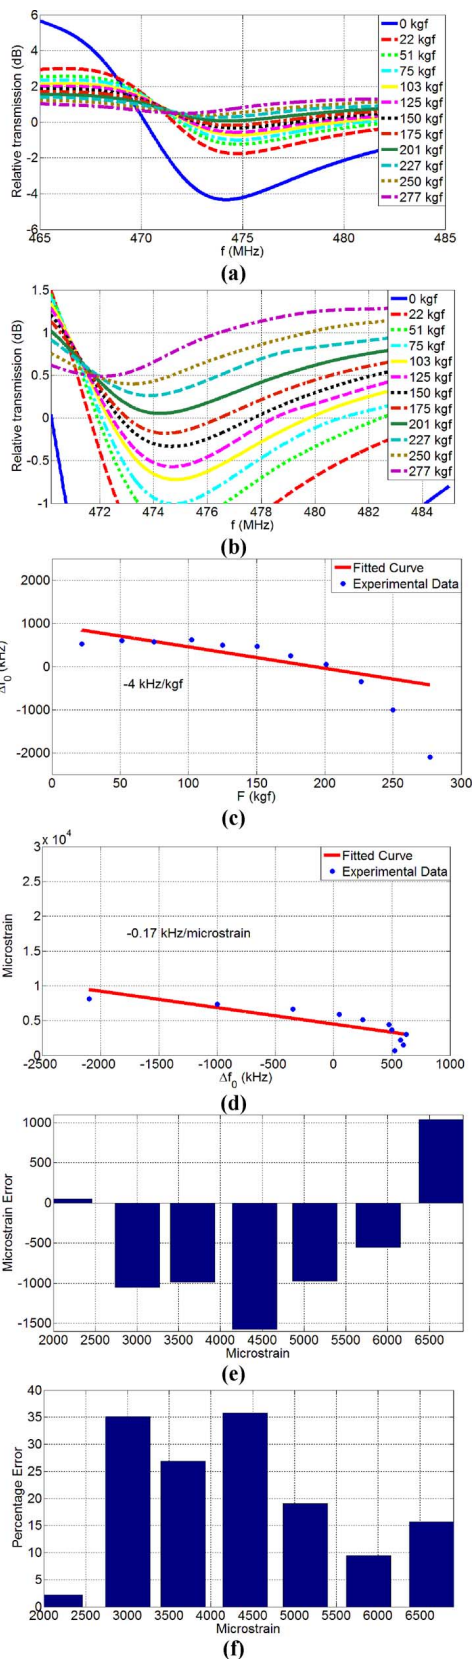 6
4
2
0
-2
-4
-6
Relative transmission (dB)
465 470 475 480 485
f (MHz)
0 kgf
22 kgf
51 kgf
75 kgf
103 kgf
125 kgf
150 kgf
175 kgf
201 kgf
227 kgf
250 kgf
277 kgf
(a)
1.5
1
0.5
0
-0.5
-1
Relative transmission (dB)
472 474 476 478 480 482 484
f (MHz)
0 kgf
22 kgf
51 kgf
75 kgf
103 kgf
125 kgf
150 kgf
175 kgf
201 kgf
227 kgf
250 kgf
277 kgf
(b)
2000
1000
0
-1000
-2000
Δf0 (kHz)
Fitted Curve
Experimental Data
-4 kHz/kgf
0 50 100 150 200 250 300
F (kgf)
(c)
x 10^4
3
2.5
2
1.5
1
0.5
0
Microstrain
Fitted Curve
Experimental Data
-0.17 kHz/microstrain
-2500 -2000 -1500 -1000 -500 0 500 1000
Δf0 (kHz)
(d)
1000
500
0
-500
-1000
-1500
Microstrain Error
2000 2500 3000 3500 4000 4500 5000 5500 6000 6500
Microstrain
(e)
40
35
30
25
20
15
10
5
0
Percentage Error
2000 2500 3000 3500 4000 4500 5000 5500 6000 6500
Microstrain
(f)